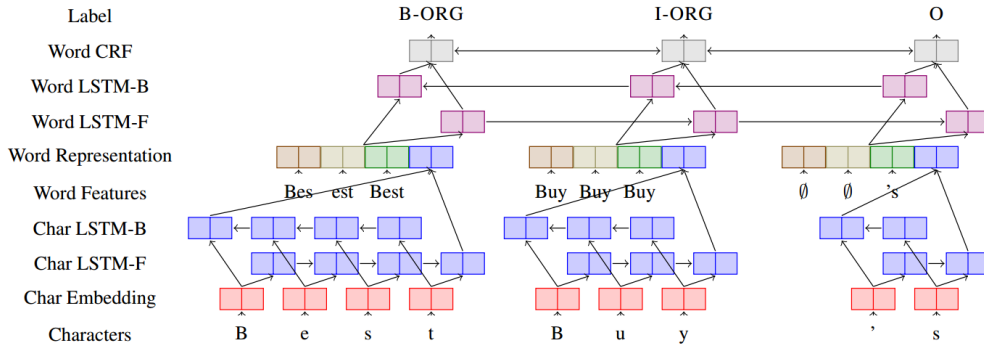 Label B-ORG I-ORG O
Word CRF
Word LSTM-B
Word LSTM-F
Word Representation
Word Features Bes est Best Buy Buy Buy ∅ ∅ 's
Char LSTM-B
Char LSTM-F
Char Embedding
Characters B e s t B u y ' s